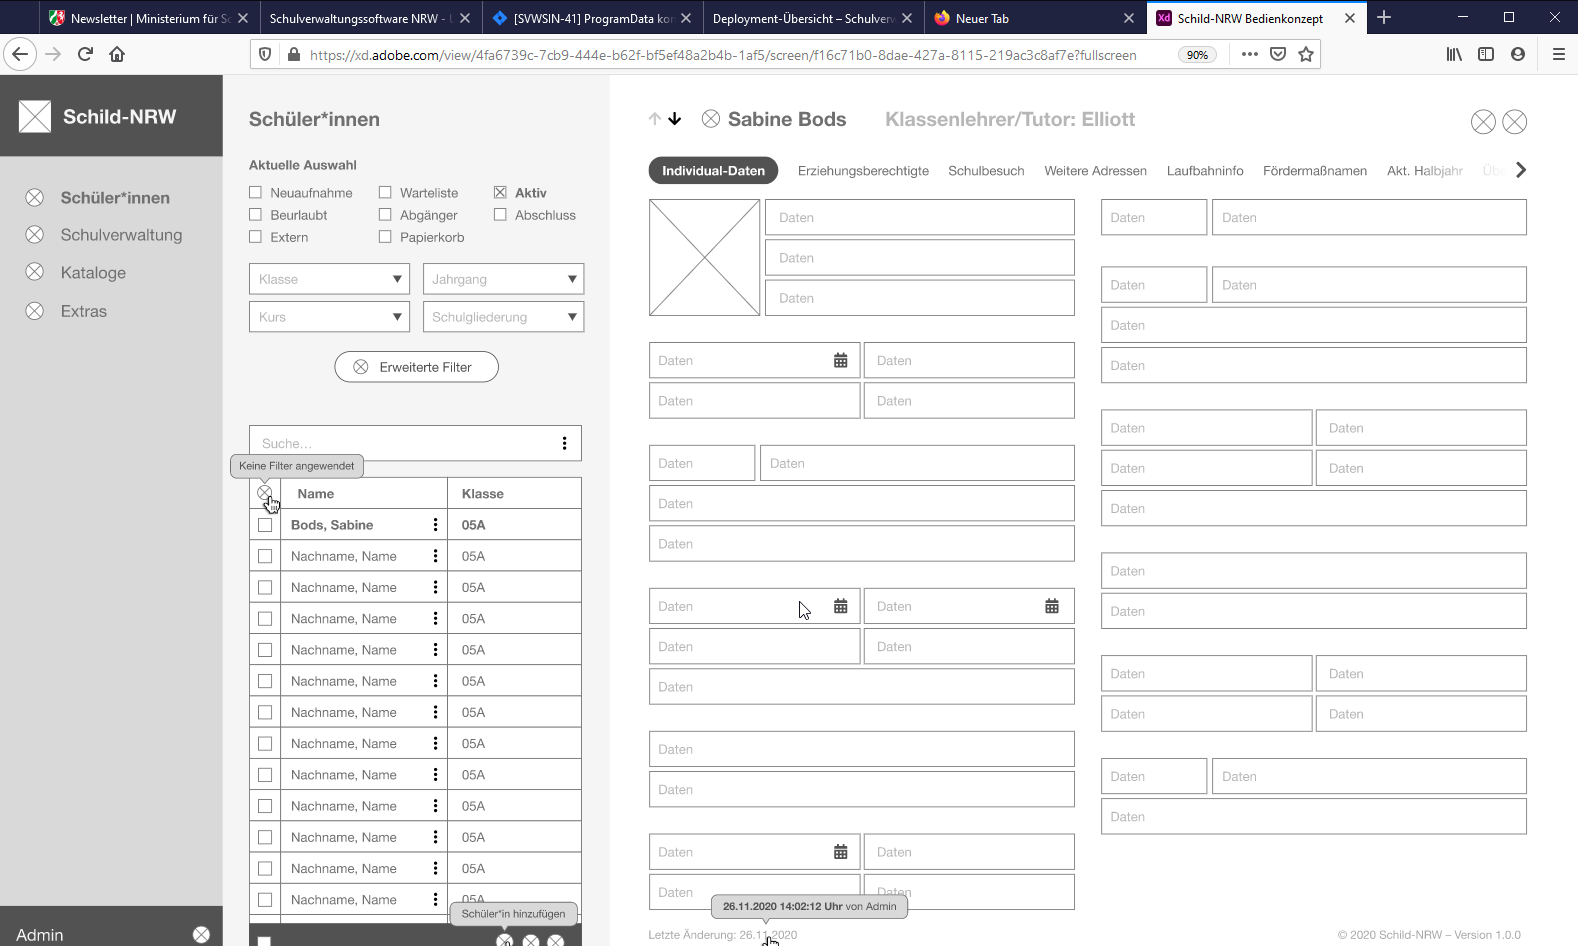 Newsletter | Ministerium für Sc
Schulverwaltungssoftware NRW - U
[SVWSIN-41] ProgramData kon
Deployment-Übersicht – Schulverw
Neuer Tab
Schild-NRW Bedienkonzept
https://xd.adobe.com/view/4fa6739c-7cb9-444e-b62f-bf5ef48a2b4b-1af5/screen/f16c71b0-8dae-427a-8115-219ac3c8af7e?fullscreen
90%
Schild-NRW
Schüler*innen
Schulverwaltung
Kataloge
Extras
Admin
Schüler*innen
Aktuelle Auswahl
Neuaufnahme Warteliste Aktiv
Beurlaubt Abgänger Abschluss
Extern Papierkorb
Klasse Jahrgang
Kurs Schulgliederung
Erweiterte Filter
Suche...
Keine Filter angewendet
Name Klasse
Bods, Sabine 05A
Nachname, Name 05A
Nachname, Name 05A
Nachname, Name 05A
Nachname, Name 05A
Nachname, Name 05A
Nachname, Name 05A
Nachname, Name 05A
Nachname, Name 05A
Nachname, Name 05A
Nachname, Name 05A
Nachname, Name 05A
Nachname, Name 05A
Schüler*in hinzufügen
Sabine Bods Klassenlehrer/Tutor: Elliott
Individual-Daten Erziehungsberechtigte Schulbesuch Weitere Adressen Laufbahninfo Fördermaßnamen Akt. Halbjahr Übe
Daten
Daten
Daten
Daten Daten
Daten Daten
Daten Daten
Daten
Daten
Daten Daten
Daten Daten
Daten
Daten
Daten
Daten Daten
Daten Daten
26.11.2020 14:02:12 Uhr von Admin
Letzte Änderung: 26.11.2020
Daten Daten
Daten Daten
Daten
Daten
Daten Daten
Daten Daten
Daten
Daten
Daten
Daten Daten
Daten Daten
Daten Daten
Daten
© 2020 Schild-NRW – Version 1.0.0